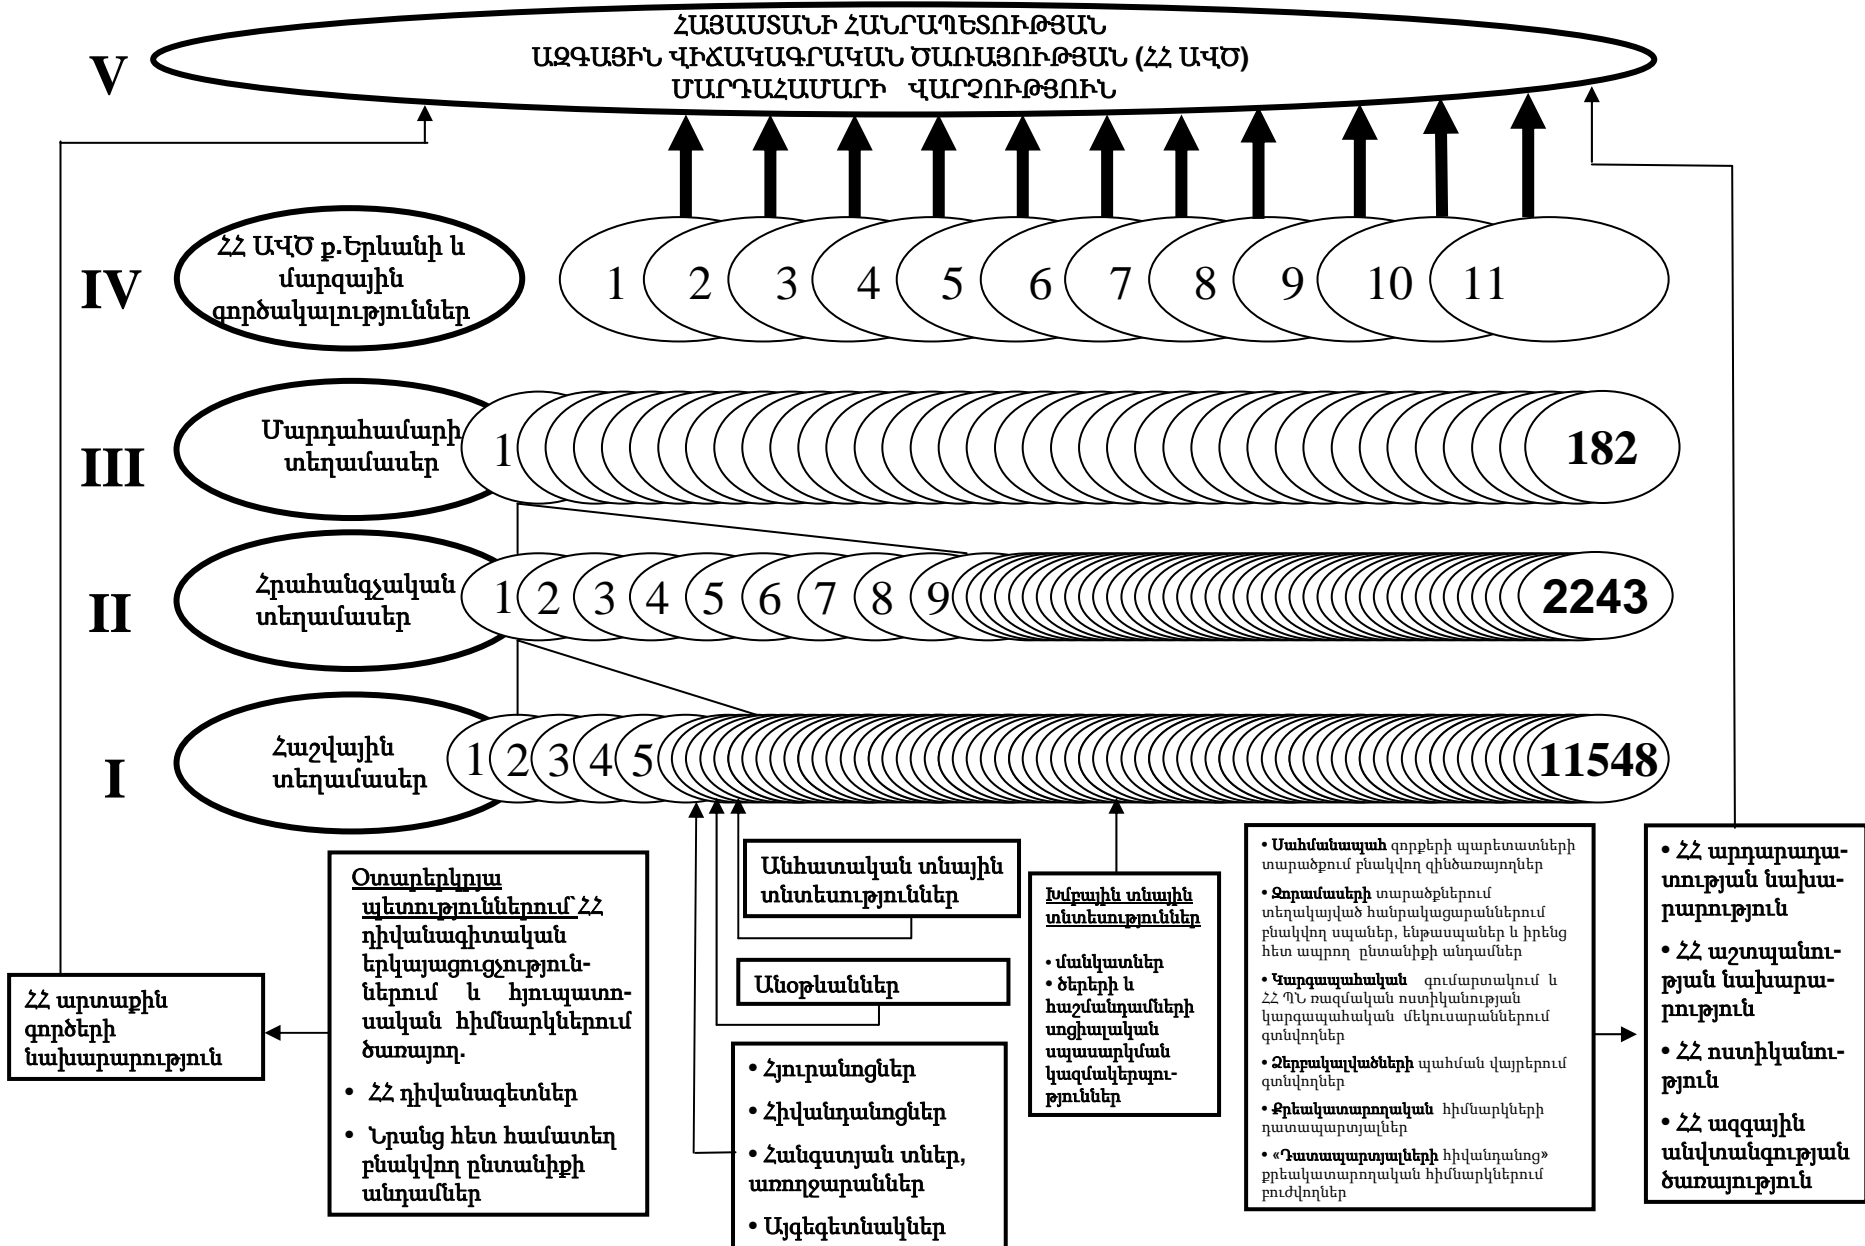 V
ՀԱՅԱՍՏԱՆԻ ՀԱՆՐԱՊԵՏՈՒԹՅԱՆ
ԱԶԳԱՅԻՆ ՎԻՃԱԿԱԳՐԱԿԱՆ ԾԱՌԱՅՈՒԹՅԱՆ (ՀՀ ԱՎԾ)
ՄԱՐԴԱՀԱՄԱՐԻ ՎԱՐՉՈՒԹՅՈՒՆ
IV
ՀՀ ԱՎԾ ք.Երևանի և
մարզային
գործակալություններ
1 2 3 4 5 6 7 8 9 10 11
III
Մարդահամարի
տեղամասեր
1 182
II
Հրահանգչական
տեղամասեր
1 2 3 4 5 6 7 8 9 2243
I
Հաշվային
տեղամասեր
1 2 3 4 5 11548
ՀՀ արտաքին
գործերի
նախարարություն
Օտարերկրյա
պետություններում՝ ՀՀ
դիվանագիտական
երկայացուցչություն-
ներում և հյուպատո-
սական հիմնարկներում
ծառայող.
• ՀՀ դիվանագետներ
• Նրանց հետ համատեղ
բնակվող ընտանիքի
անդամներ
Անհատական տնային
տնտեսություններ
Անօթևաններ
• Հյուրանոցներ
• Հիվանդանոցներ
• Հանգստյան տներ,
առողջարաններ
• Այգեգետնակներ
Խմբային տնային
տնտեսություններ
• մանկատներ
• ծերերի և
հաշմանդամների
սոցիալական
սպասարկման
կազմակերպու-
թյուններ
• Սահմանապահ զորքերի պարետատների
տարածքում բնակվող զինծառայողներ
• Զորամասերի տարածքներում
տեղակայված հանրակացարաններում
բնակվող սպաներ, ենթասպաներ և իրենց
հետ ապրող ընտանիքի անդամներ
• Կարգապահական գումարտակում և
ՀՀ ՊՆ ռազմական ոստիկանության
կարգապահական մեկուսարաններում
գտնվողներ
• Ձերբակալվածների պահման վայրերում
գտնվողներ
• Քրեակատարողական հիմնարկների
դատապարտյալներ
• «Դատապարտյալների հիվանդանոց»
քրեակատարողական հիմնարկներում
բուժվողներ
• ՀՀ արդարադա-
տության նախա-
րարություն
• ՀՀ պաշտպանու-
թյան նախարա-
րություն
• ՀՀ ոստիկանու-
թյուն
• ՀՀ ազգային
անվտանգության
ծառայություն